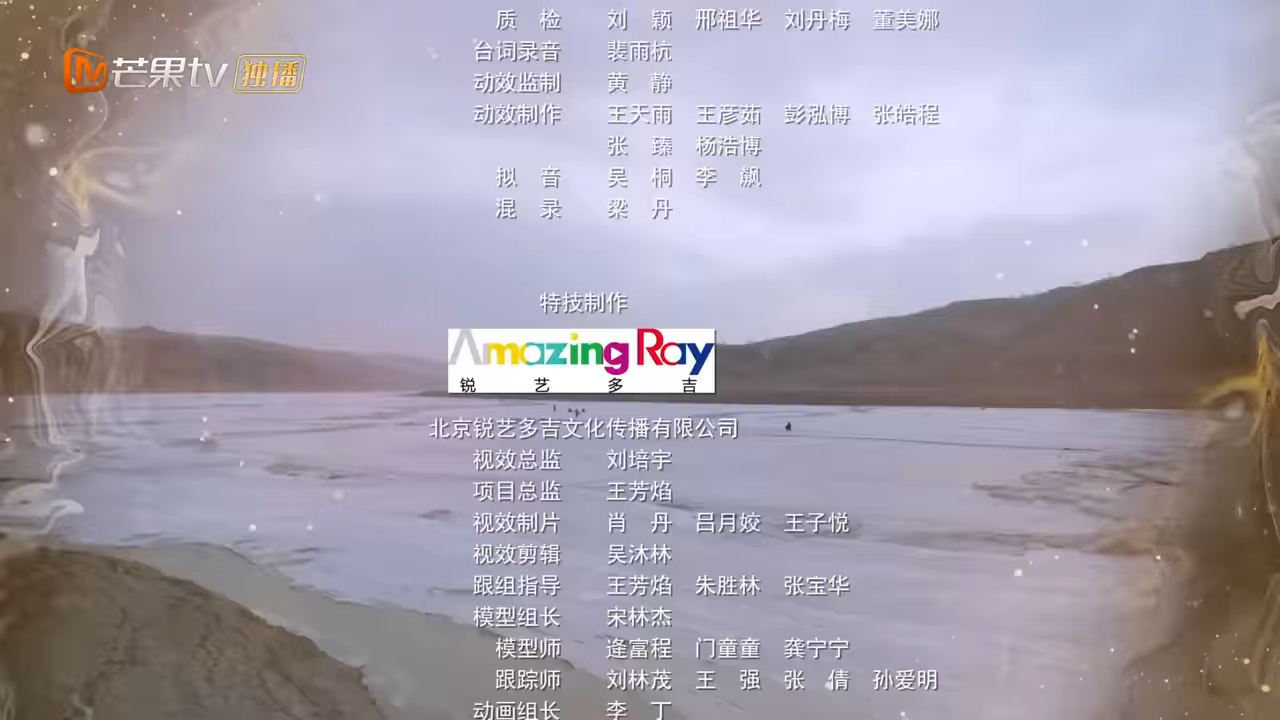 质 检 刘 颖 邢祖华 刘丹梅 董美娜
芒果tv 独播
台词录音 裴雨杭
动效监制 黄 静
动效制作 王天雨 王彦茹 彭泓博 张皓程
张 臻 杨浩博
拟 音 吴 桐 李 飙
混 录 梁 丹
特技制作
Amazing Ray
锐 艺 多 吉
北京锐艺多吉文化传播有限公司
视效总监 刘培宇
项目总监 王芳焰
视效制片 肖 丹 吕月姣 王子悦
视效剪辑 吴沐林
跟组指导 王芳焰 朱胜林 张宝华
模型组长 宋林杰
模型师 逄富程 门童童 龚宁宁
跟踪师 刘林茂 王 强 张 倩 孙爱明
动画组长 李 丁